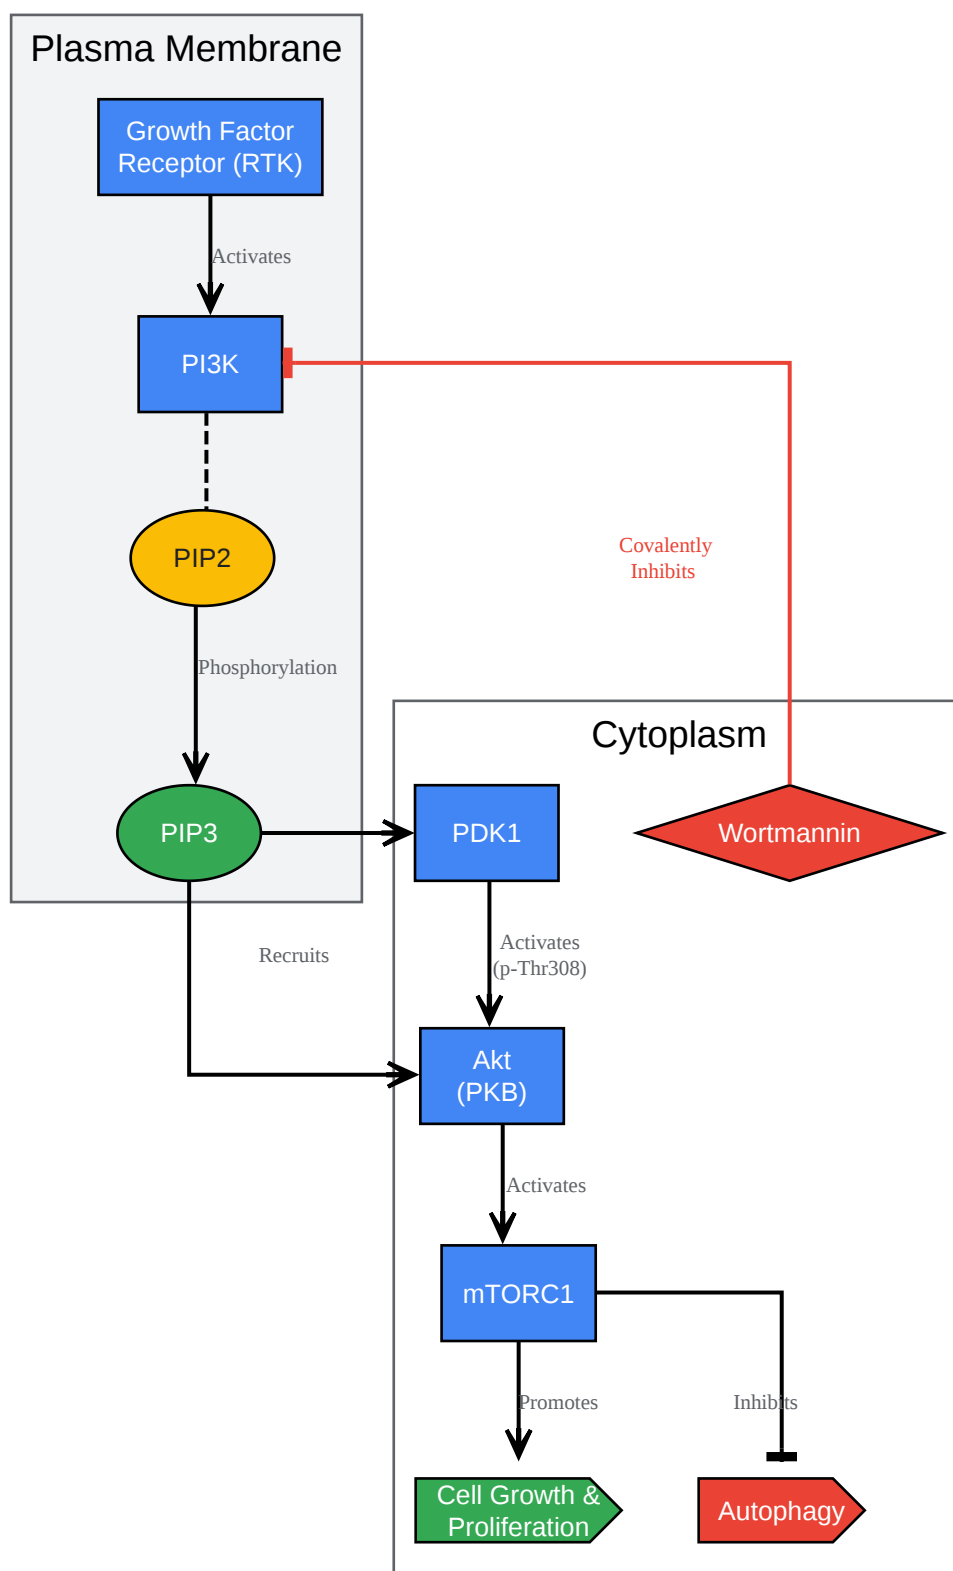 Plasma Membrane
Growth Factor
Receptor (RTK)
Activates
PI3K
PIP2
Covalently
Inhibits
Phosphorylation
Cytoplasm
PIP3
PDK1
Wortmannin
Recruits
Activates
(p-Thr308)
Akt
(PKB)
Activates
mTORC1
Promotes
Inhibits
Cell Growth &
Proliferation
Autophagy